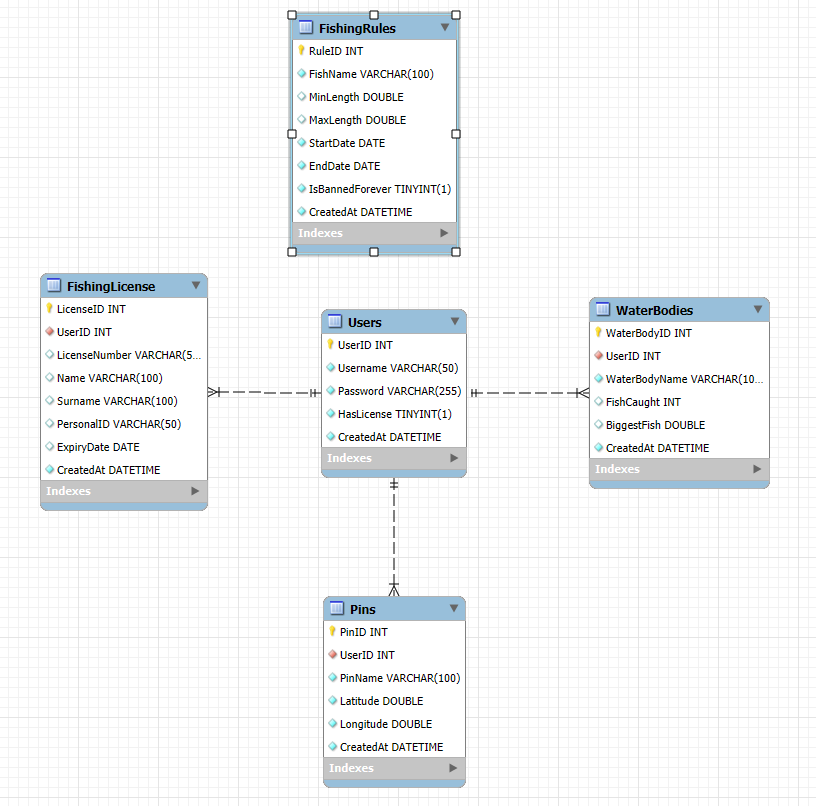 FishingRules
RuleID INT
FishName VARCHAR(100)
MinLength DOUBLE
MaxLength DOUBLE
StartDate DATE
EndDate DATE
IsBannedForever TINYINT(1)
CreatedAt DATETIME
Indexes
FishingLicense
LicenseID INT
UserID INT
LicenseNumber VARCHAR(5...
Name VARCHAR(100)
Surname VARCHAR(100)
PersonalID VARCHAR(50)
ExpiryDate DATE
CreatedAt DATETIME
Indexes
Users
UserID INT
Username VARCHAR(50)
Password VARCHAR(255)
HasLicense TINYINT(1)
CreatedAt DATETIME
Indexes
WaterBodies
WaterBodyID INT
UserID INT
WaterBodyName VARCHAR(10...
FishCaught INT
BiggestFish DOUBLE
CreatedAt DATETIME
Indexes
Pins
PinID INT
UserID INT
PinName VARCHAR(100)
Latitude DOUBLE
Longitude DOUBLE
CreatedAt DATETIME
Indexes